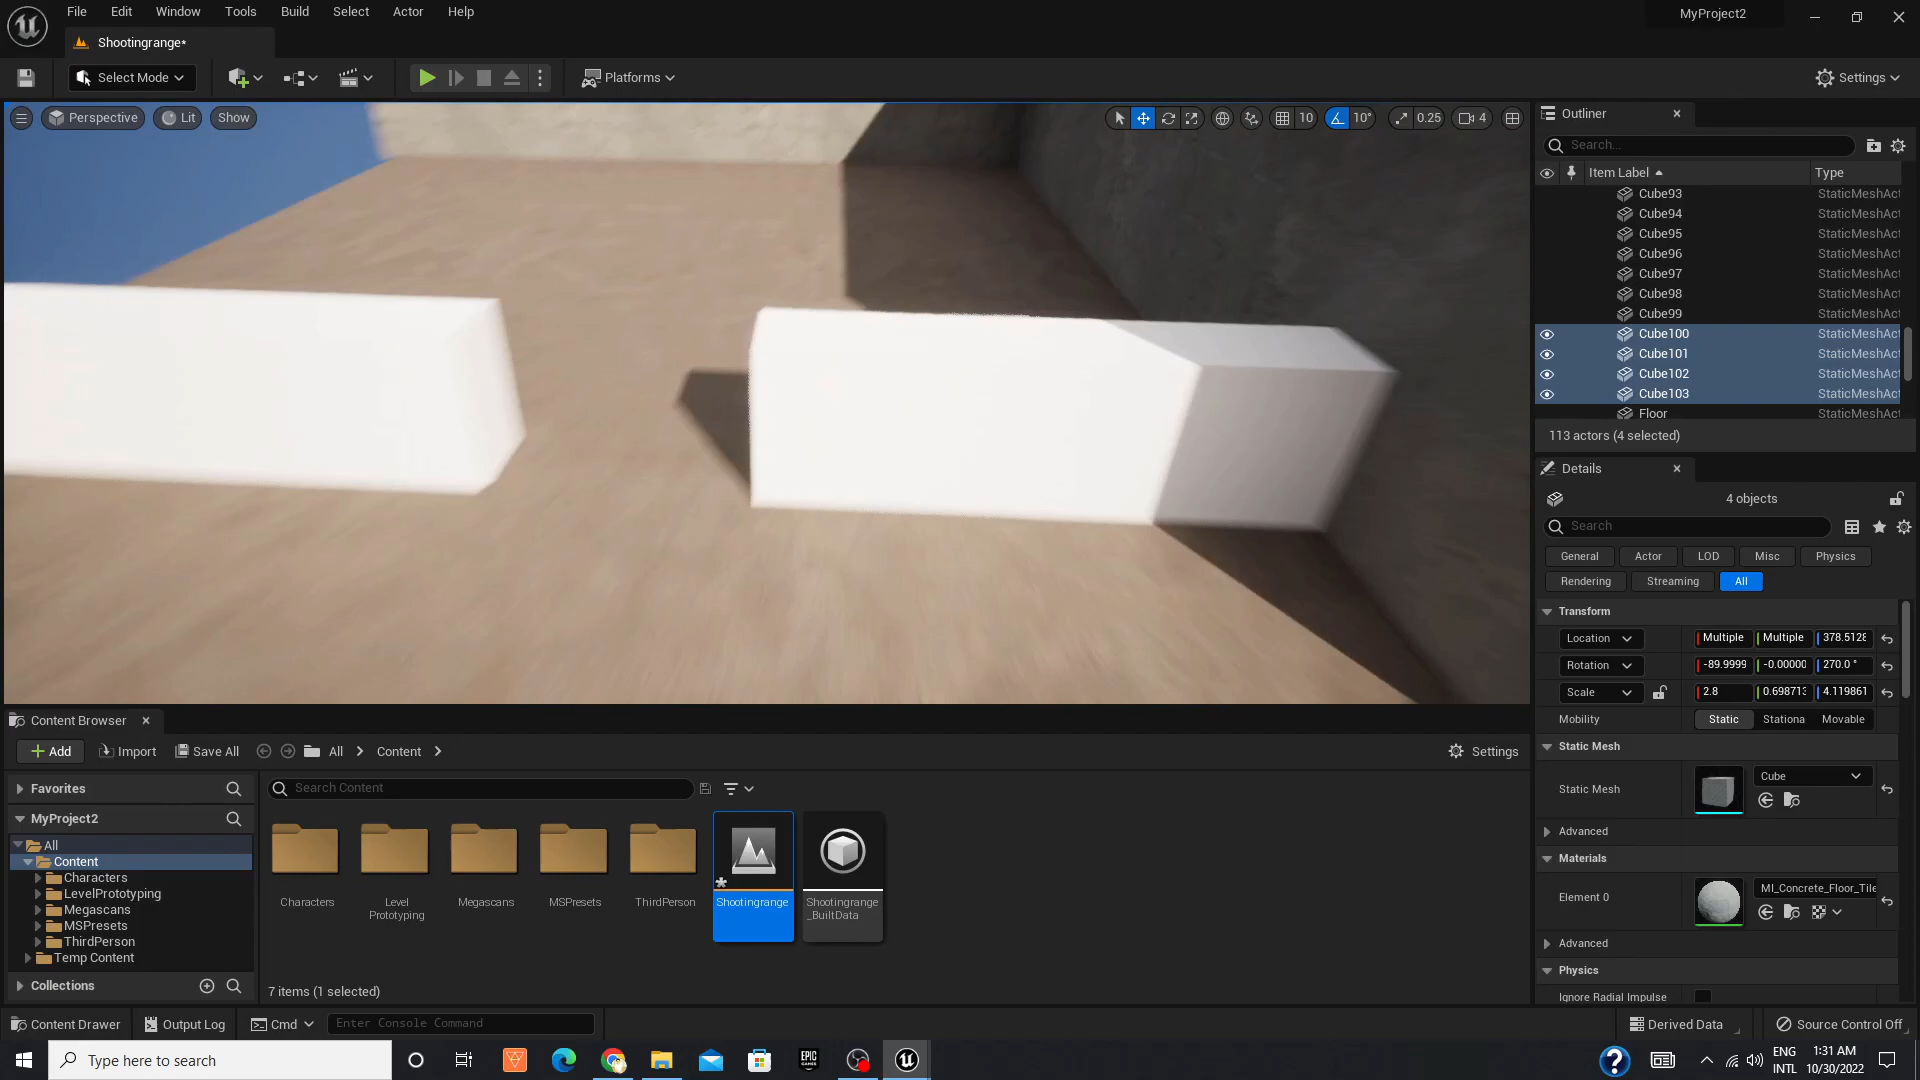 File Edit Window Tools Build Select Actor Help
MyProject2
Shootingrange*
Select Mode
Platforms
Settings
Perspective Lit Show
10 10° 0.25 4
Outliner
Search...
Item Label Type
Cube93 StaticMeshAct
Cube94 StaticMeshAct
Cube95 StaticMeshAct
Cube96 StaticMeshAct
Cube97 StaticMeshAct
Cube98 StaticMeshAct
Cube99 StaticMeshAct
Cube100 StaticMeshAct
Cube101 StaticMeshAct
Cube102 StaticMeshAct
Cube103 StaticMeshAct
Floor StaticMeshAct
113 actors (4 selected)
Details
4 objects
Search
General Actor LOD Misc Physics
Rendering Streaming All
Transform
Location Multiple Multiple 378.5128
Rotation -89.9999 -0.00000 270.0 °
Scale 2.8 0.698713 4.119861
Mobility Static Stationa Movable
Static Mesh
Static Mesh Cube
Advanced
Materials
Element 0 MI_Concrete_Floor_Tile
Advanced
Physics
Ignore Radial Impulse
Content Browser
Add Import Save All All Content Settings
Favorites
MyProject2
All
Content
Characters
LevelPrototyping
Megascans
MSPresets
ThirdPerson
Temp Content
Collections
Search Content
Characters
Level
Prototyping
Megascans
MSPresets
ThirdPerson
Shootingrange
Shootingrange
_BuiltData
7 items (1 selected)
Content Drawer Output Log Cmd Enter Console Command Derived Data Source Control Off
Type here to search
EPIC
GAMES
ENG
INTL
1:31 AM
10/30/2022